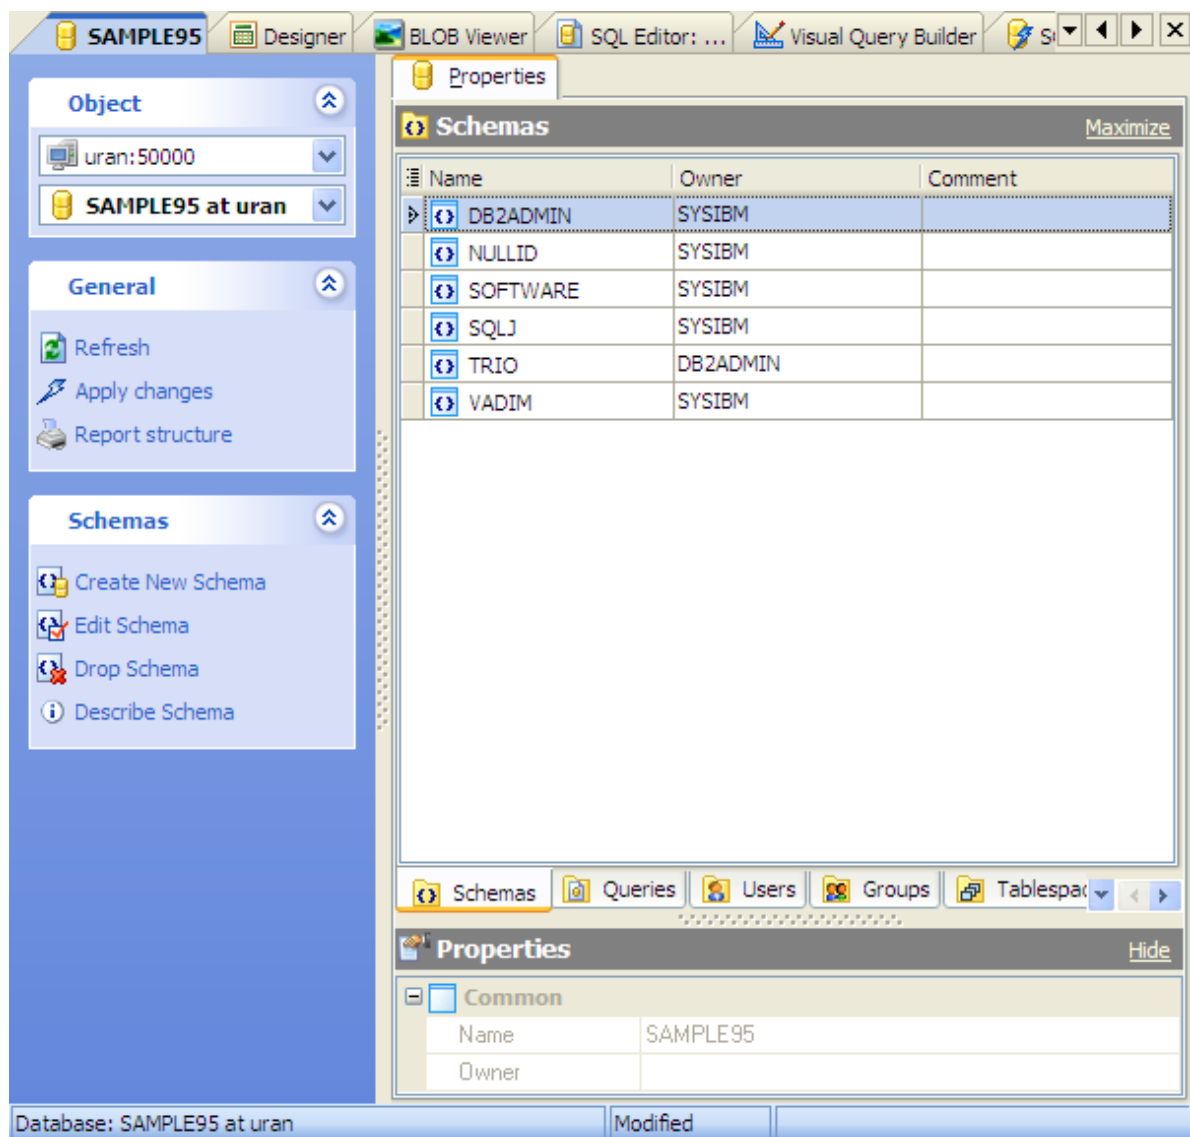 SAMPLE95 Designer BLOB Viewer SQL Editor: ... Visual Query Builder
Properties
Object
uran:50000
SAMPLE95 at uran
General
Refresh
Apply changes
Report structure
Schemas
Create New Schema
Edit Schema
Drop Schema
Describe Schema
Schemas Maximize
Name Owner Comment
DB2ADMIN SYSIBM
NULLID SYSIBM
SOFTWARE SYSIBM
SQLJ SYSIBM
TRIO DB2ADMIN
VADIM SYSIBM
Schemas Queries Users Groups
Properties Hide
Common
Name SAMPLE95
Owner
Database: SAMPLE95 at uran Modified